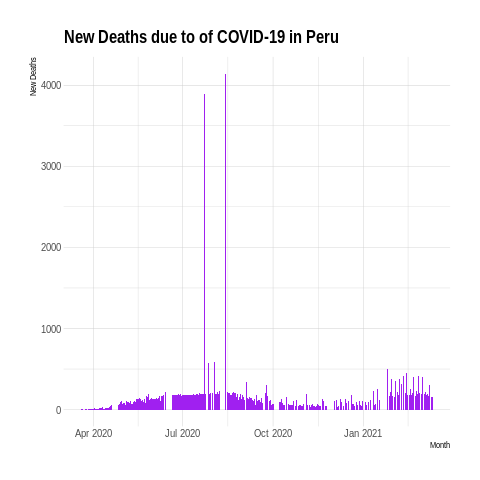 New Deaths due to of COVID-19 in Peru
New Deaths
4000
3000
2000
1000
0
Apr 2020 Jul 2020 Oct 2020 Jan 2021
Month